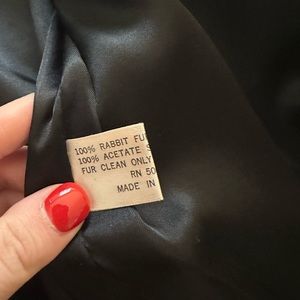 100% RABBIT FU
100% ACETATE S
FUR CLEAN ONLY
RN 50
MADE IN